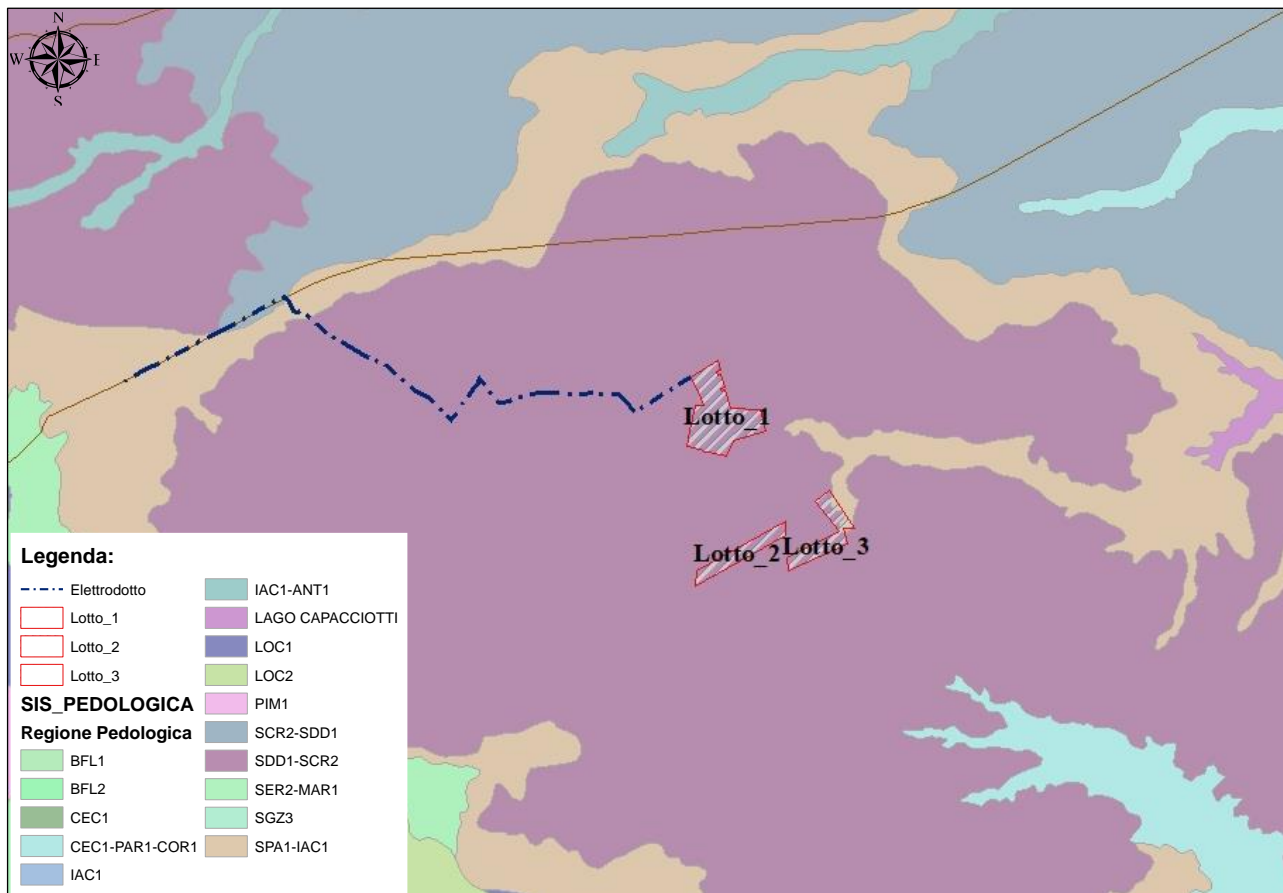 N
W E
S
Lotto_1
Lotto_2
Lotto_3
Legenda:
Elettrodotto
Lotto_1
Lotto_2
Lotto_3
SIS_PEDOLOGICA
Regione Pedologica
BFL1
BFL2
CEC1
CEC1-PAR1-COR1
IAC1
IAC1-ANT1
LAGO CAPACCIOTTI
LOC1
LOC2
PIM1
SCR2-SDD1
SDD1-SCR2
SER2-MAR1
SGZ3
SPA1-IAC1